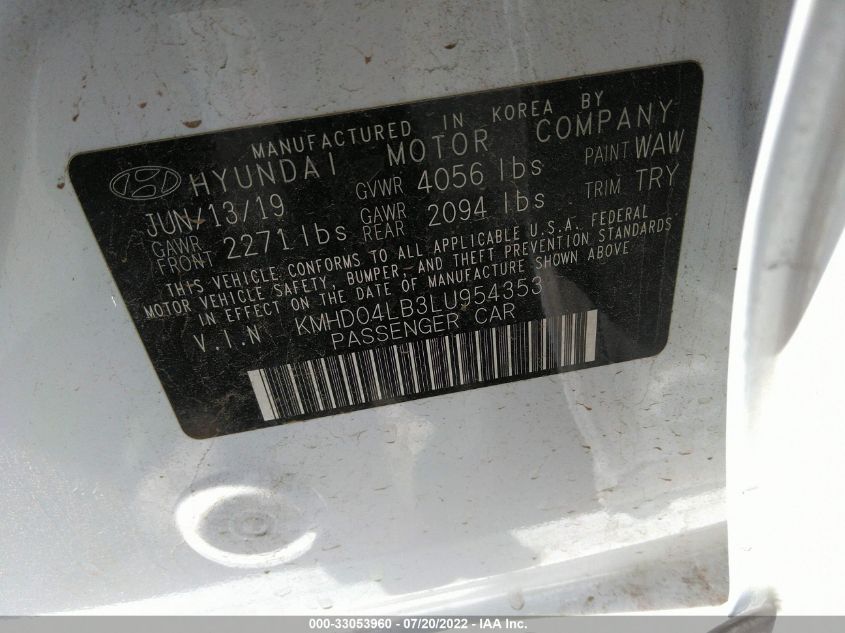 MANUFACTURED IN KOREA BY
HYUNDAI MOTOR COMPANY
JUN/13/19 GVWR 4056 lbs PAINT WAW
GAWR FRONT 2271 lbs GAWR REAR 2094 lbs TRIM TRY
THIS VEHICLE CONFORMS TO ALL APPLICABLE U.S.A. FEDERAL
MOTOR VEHICLE SAFETY, BUMPER, AND THEFT PREVENTION STANDARDS
IN EFFECT ON THE DATE OF MANUFACTURE SHOWN ABOVE
V.I.N KMHD04LB3LU954353
PASSENGER CAR
000-33053960 - 07/20/2022 - IAA Inc.